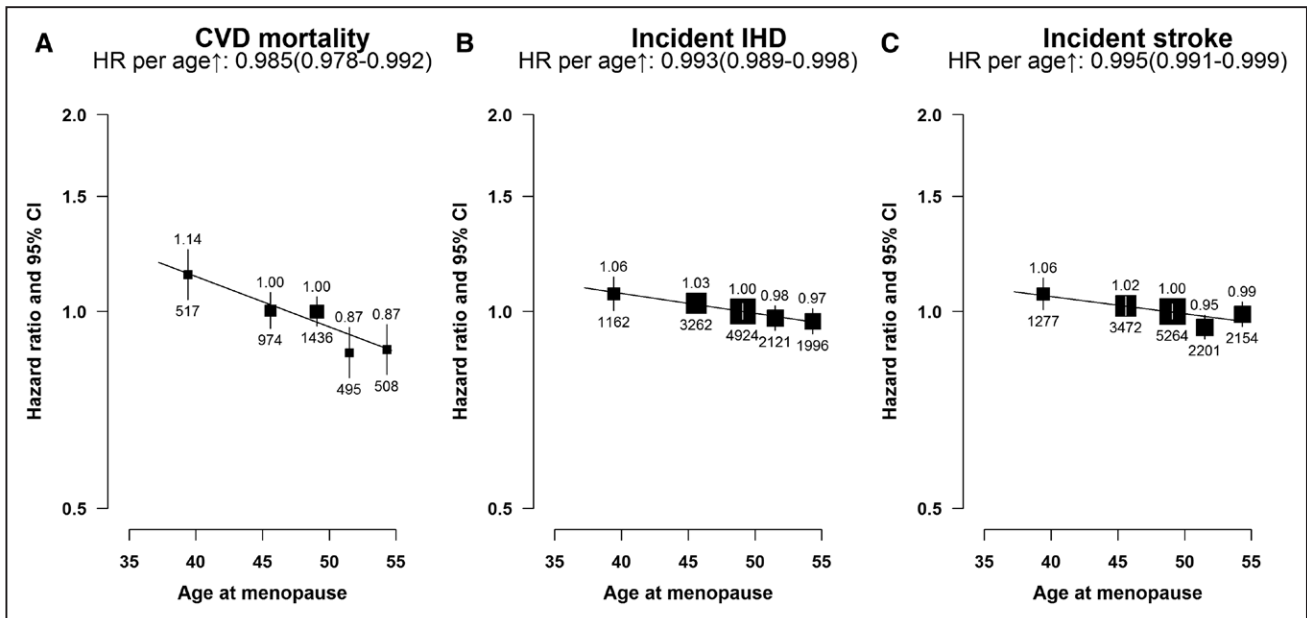 A CVD mortality
HR per age↑: 0.985(0.978-0.992)
Hazard ratio and 95% CI
2.0
1.5
1.0
0.5
1.14
517
1.00
974
1.00
1436
0.87
495
0.87
508
35 40 45 50 55
Age at menopause
B Incident IHD
HR per age↑: 0.993(0.989-0.998)
Hazard ratio and 95% CI
2.0
1.5
1.0
0.5
1.06
1162
1.03
3262
1.00
4924
0.98
2121
0.97
1996
35 40 45 50 55
Age at menopause
C Incident stroke
HR per age↑: 0.995(0.991-0.999)
Hazard ratio and 95% CI
2.0
1.5
1.0
0.5
1.06
1277
1.02
3472
1.00
5264
0.95
2201
0.99
2154
35 40 45 50 55
Age at menopause